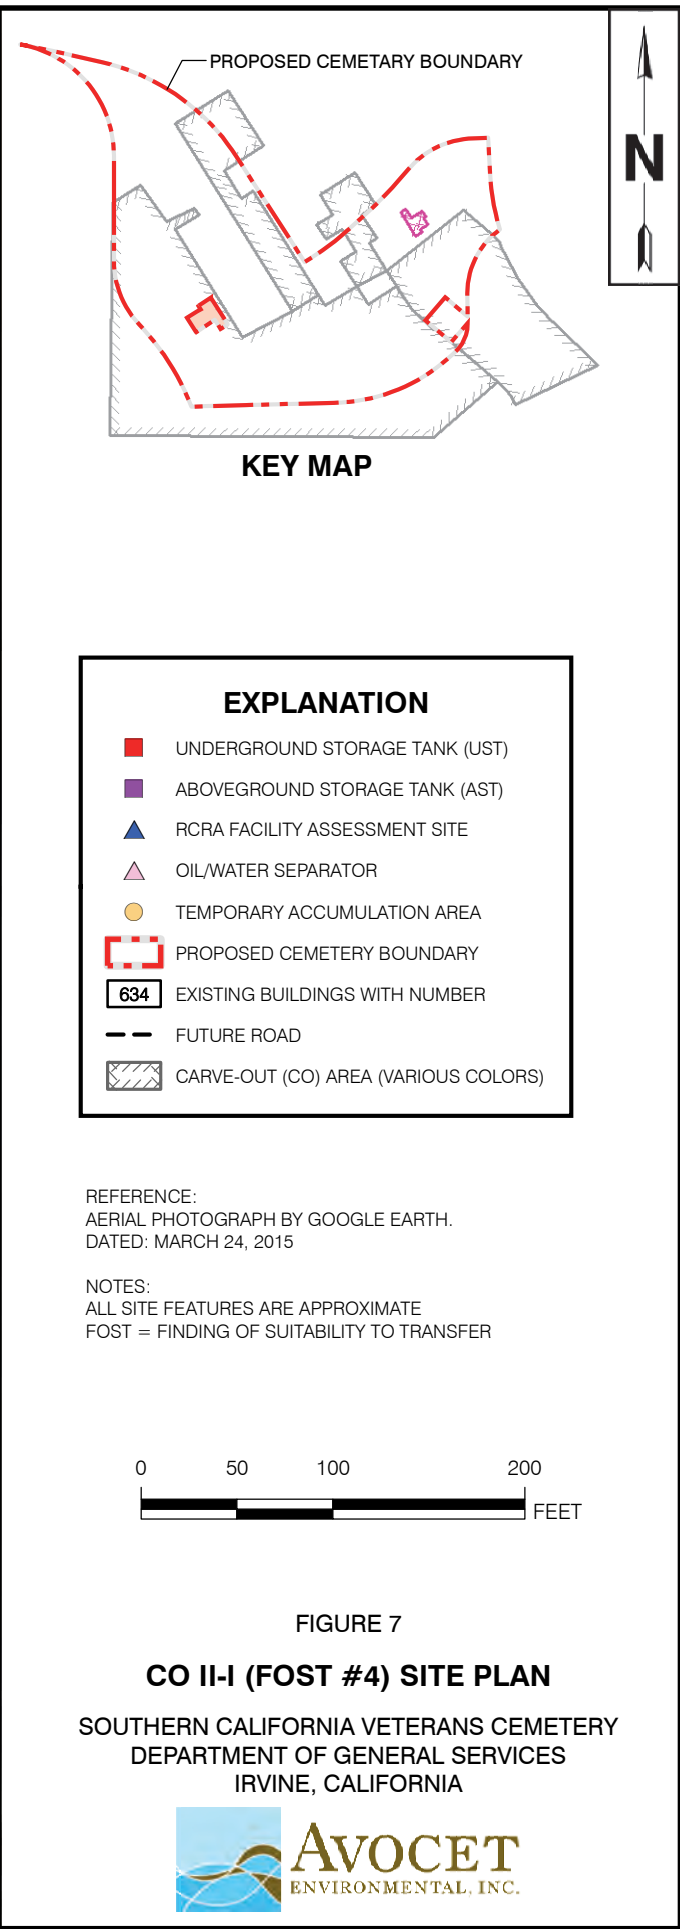 PROPOSED CEMETARY BOUNDARY
N
KEY MAP
EXPLANATION
UNDERGROUND STORAGE TANK (UST)
ABOVEGROUND STORAGE TANK (AST)
RCRA FACILITY ASSESSMENT SITE
OIL/WATER SEPARATOR
TEMPORARY ACCUMULATION AREA
PROPOSED CEMETERY BOUNDARY
634 EXISTING BUILDINGS WITH NUMBER
FUTURE ROAD
CARVE-OUT (CO) AREA (VARIOUS COLORS)
REFERENCE:
AERIAL PHOTOGRAPH BY GOOGLE EARTH.
DATED: MARCH 24, 2015
NOTES:
ALL SITE FEATURES ARE APPROXIMATE
FOST = FINDING OF SUITABILITY TO TRANSFER
0 50 100 200
FEET
FIGURE 7
CO II-I (FOST #4) SITE PLAN
SOUTHERN CALIFORNIA VETERANS CEMETERY
DEPARTMENT OF GENERAL SERVICES
IRVINE, CALIFORNIA
AVOCET
ENVIRONMENTAL, INC.